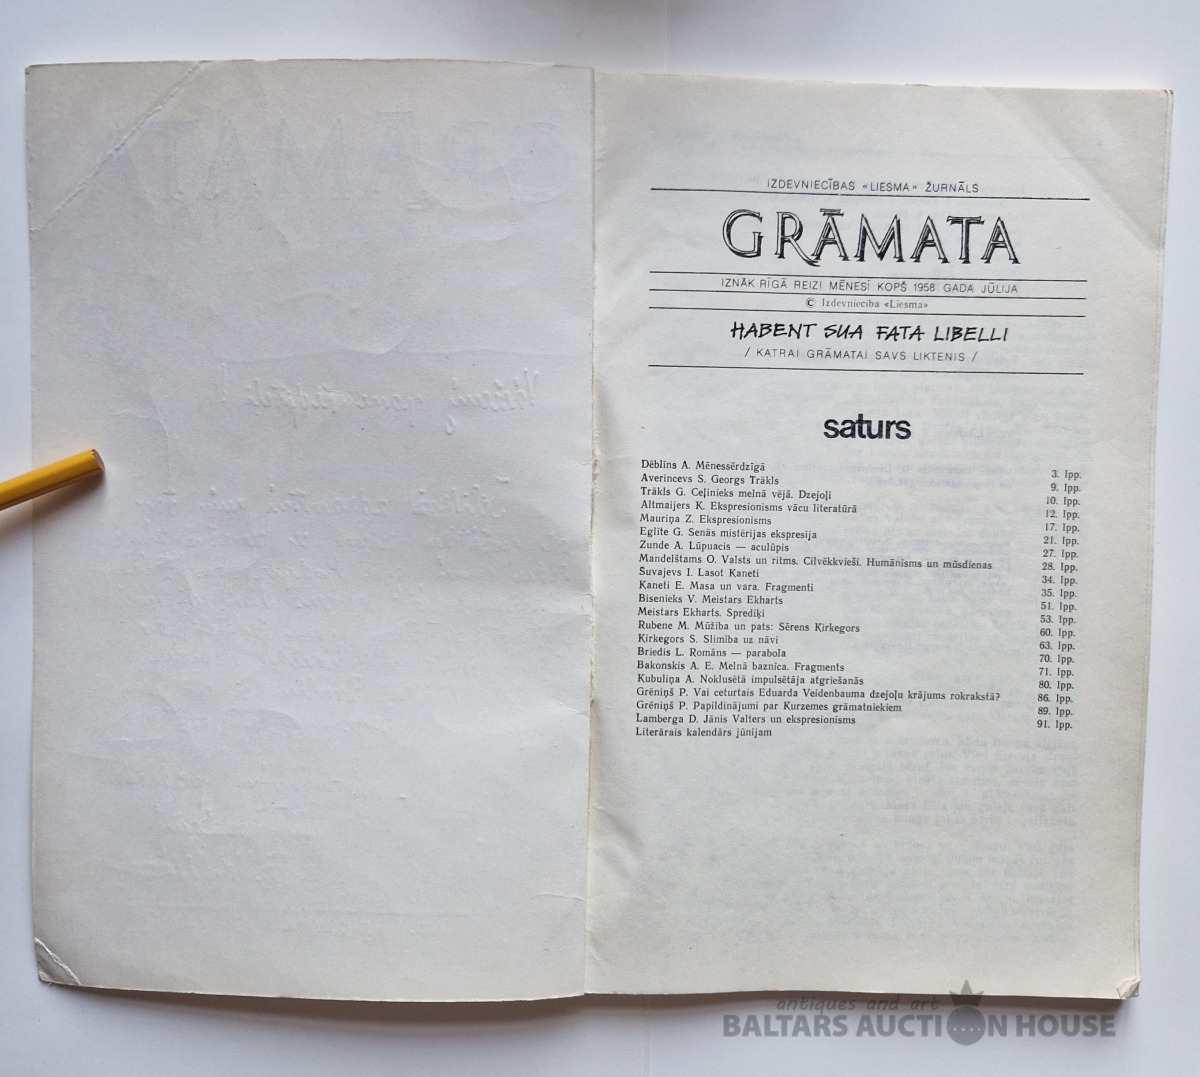 IZDEVNIECĪBAS «LIESMA» ŽURNĀLS
GRĀMATA
IZNĀK RĪGĀ REIZI MĒNESĪ KOPŠ 1958. GADA JŪLIJA
© Izdevniecība «Liesma»
HABENT SUA FATA LIBELLI
/ KATRAI GRĀMATAI SAVS LIKTENIS /
saturs
Dēblīns A. Mēnessērdzīgā 3. lpp.
Averincevs S. Georgs Trākls 9. lpp.
Trākls G. Ceļinieks melnā vējā. Dzejoļi 10. lpp.
Altmaijers K. Ekspresionisms vācu literatūrā 12. lpp.
Mauriņa Z. Ekspresionisms 17. lpp.
Eglīte G. Senās mistērijas ekspresija 21. lpp.
Zunde A. Lūpuacis — aculūpis 27. lpp.
Mandelštams O. Valsts un ritms. Cilvēkkvieši. Humānisms un mūsdienas 28. lpp.
Šuvajevs I. Lasot Kaneti 34. lpp.
Kaneti E. Masa un vara. Fragmenti 35. lpp.
Bisenieks V. Meistars Ekharts 51. lpp.
Meistars Ekharts. Sprediķi 53. lpp.
Rubene M. Mūžība un pats: Sērens Kirkegors 60. lpp.
Kirkegors S. Slimība uz nāvi 63. lpp.
Briedis L. Romāns — parabola 70. lpp.
Bakonskis A. E. Melnā baznīca. Fragments 71. lpp.
Kubuliņa A. Noklusētā impulsētāja atgriešanās 80. lpp.
Grēniņš P. Vai ceturtais Eduarda Veidenbauma dzejoļu krājums rokrakstā? 86. lpp.
Grēniņš P. Papildinājumi par Kurzemes grāmatniekiem 89. lpp.
Lamberga D. Jānis Valters un ekspresionisms 91. lpp.
Literārais kalendārs jūnijam
antiques and art
BALTARS AUCTION HOUSE